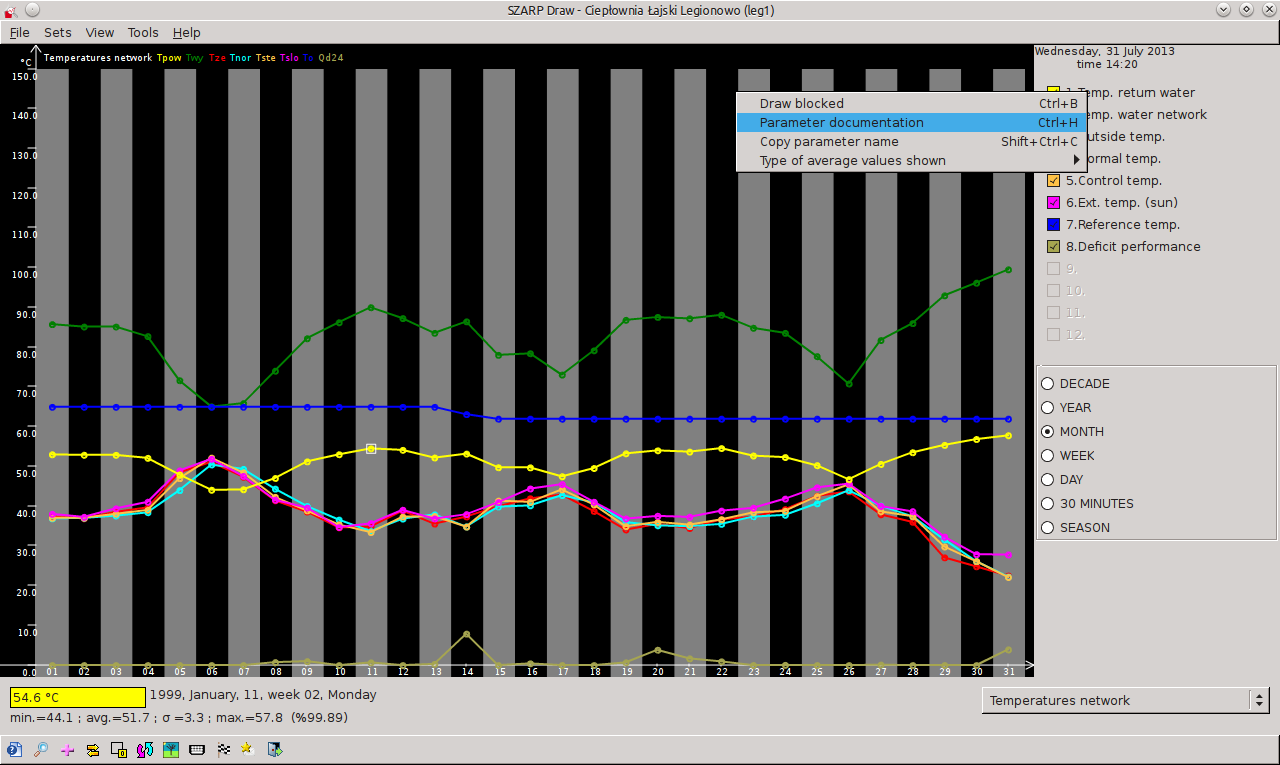 SZARP Draw - Ciepłownia Łajski Legionowo (leg1)
File Sets View Tools Help
°C
Temperatures network Tpow Twy Tze Tnor Tste Tslo To Qd24
150.0
140.0
130.0
120.0
110.0
100.0
90.0
80.0
70.0
60.0
50.0
40.0
30.0
20.0
10.0
0.0
01 02 03 04 05 06 07 08 09 10 11 12 13 14 15 16 17 18 19 20 21 22 23 24 25 26 27 28 29 30 31
Draw blocked Ctrl+B
Parameter documentation Ctrl+H
Copy parameter name Shift+Ctrl+C
Type of average values shown
Wednesday, 31 July 2013
time 14:20
Temp. return water
emp. water network
utside temp.
ormal temp.
5.Control temp.
6.Ext. temp. (sun)
7.Reference temp.
8.Deficit performance
9.
10.
11.
12.
DECADE
YEAR
MONTH
WEEK
DAY
30 MINUTES
SEASON
54.6 °C
1999, January, 11, week 02, Monday
min.=44.1 ; avg.=51.7 ; σ =3.3 ; max.=57.8 (%99.89)
Temperatures network